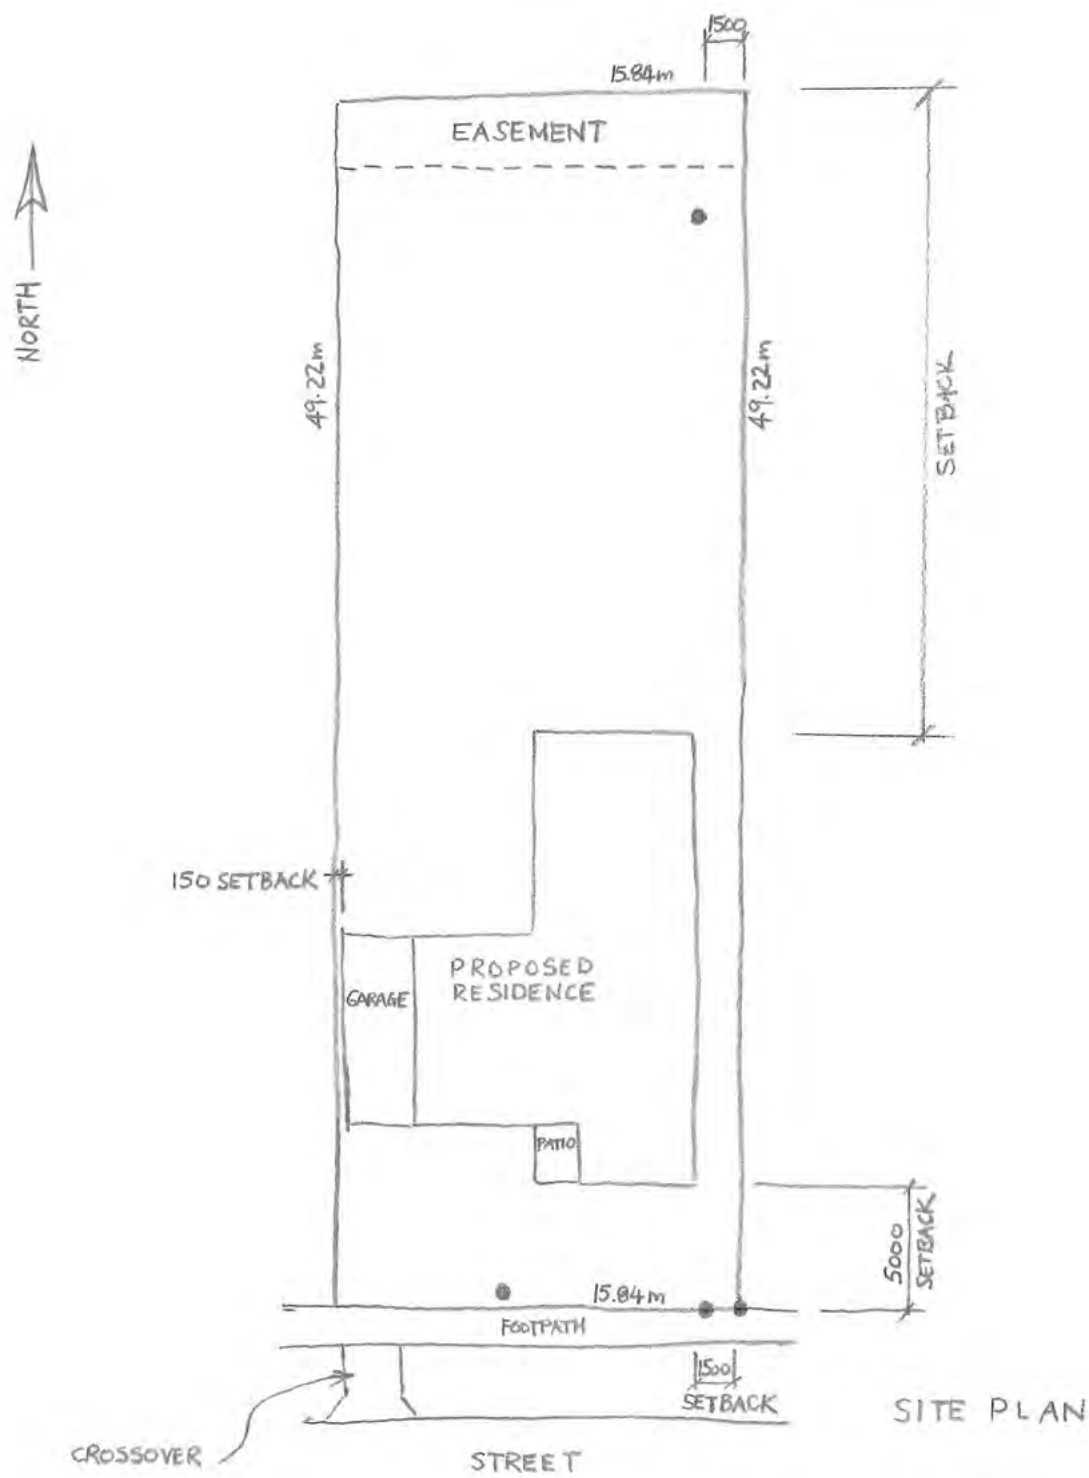 1500
15.84m
EASEMENT
NORTH
49.22m
49.22m
SETBACK
150 SETBACK
PROPOSED
RESIDENCE
GARAGE
PATIO
5000
SETBACK
15.84m
FOOTPATH
1500
SETBACK
SITE PLAN
CROSSOVER
STREET